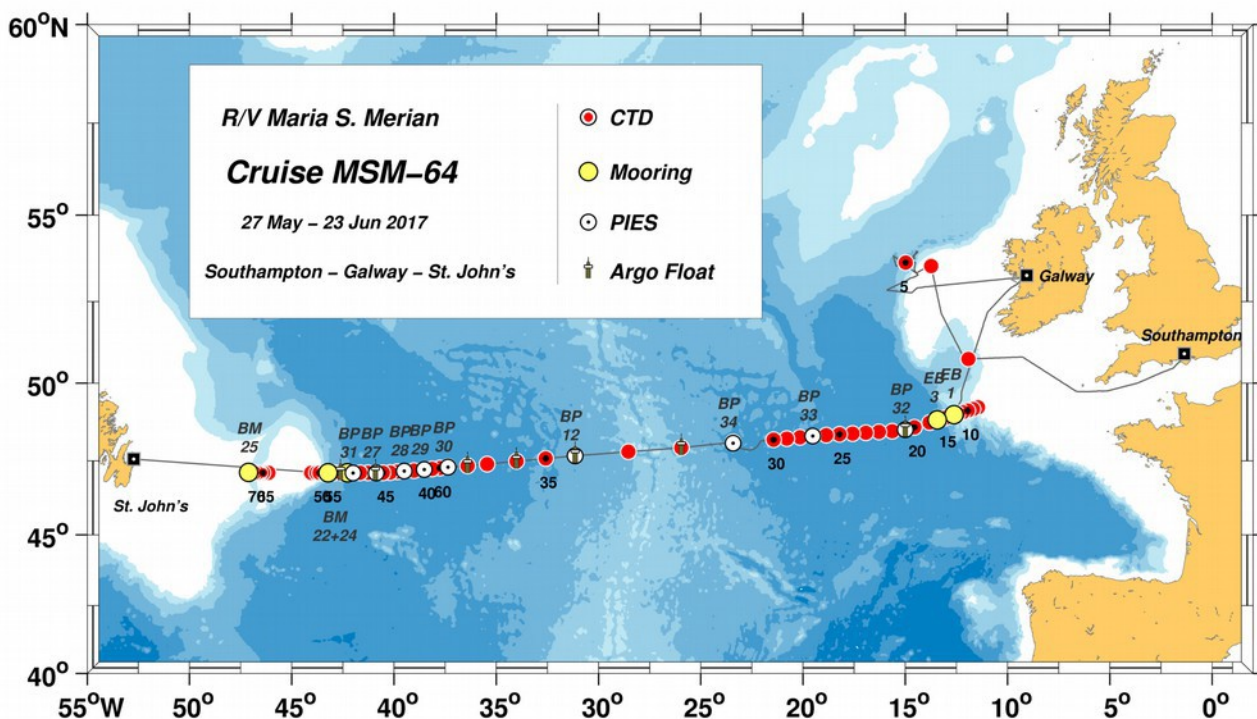 60°N
R/V Maria S. Merian
CTD
Cruise MSM–64
Mooring
55°
27 May – 23 Jun 2017
PIES
Southampton – Galway – St. John's
Argo Float
5
Galway
Southampton
50°
EB
EB
1
3
BP
34
BP
33
BP
32
BP
12
BM
25
BP
31
BP
27
BP
28
BP
29
BP
30
10
15
20
25
30
35
60
40
45
55
65
St. John's
BM
22+24
45°
40°
55°W
50°
45°
40°
35°
30°
25°
20°
15°
10°
5°
0°